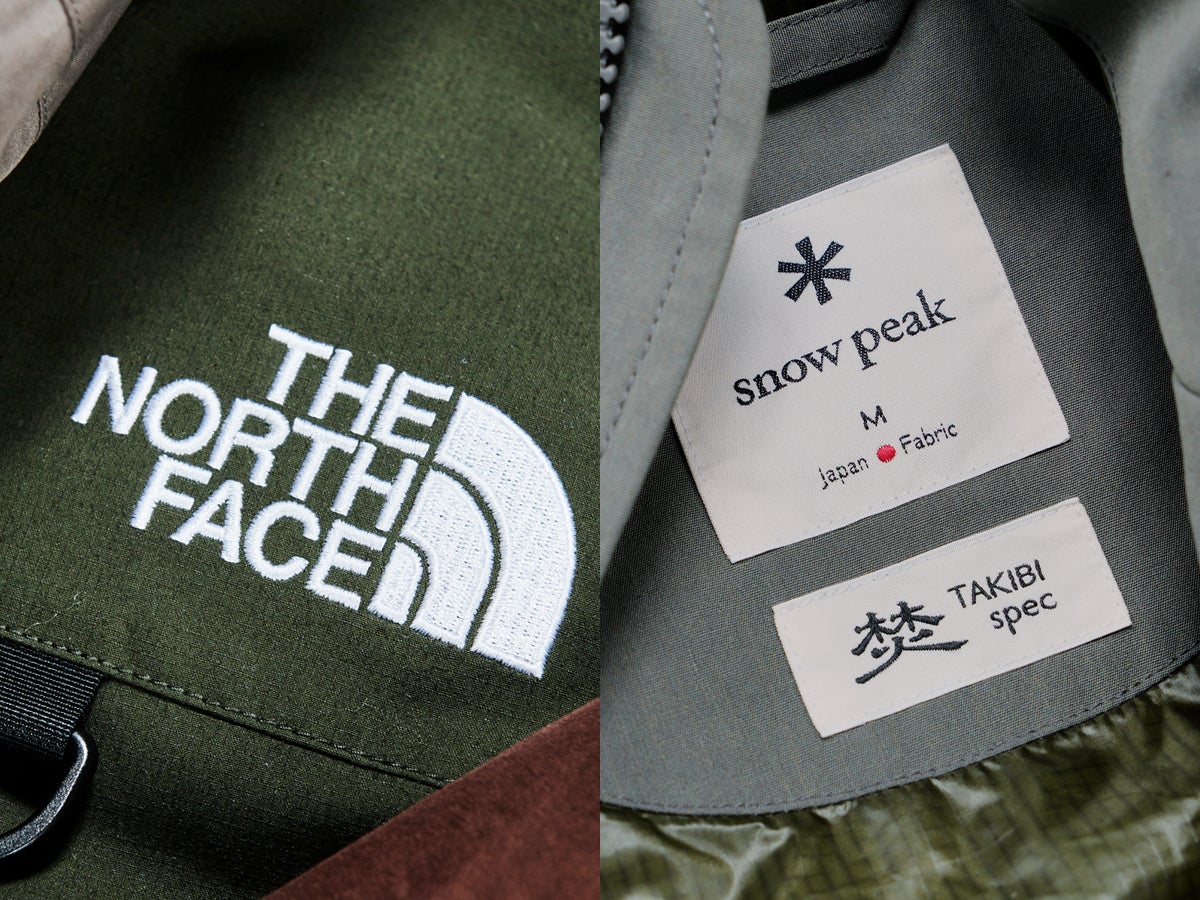 THE
NORTH
FACE
snow peak
M
Japan Fabric
焚 TAKIBI
spec